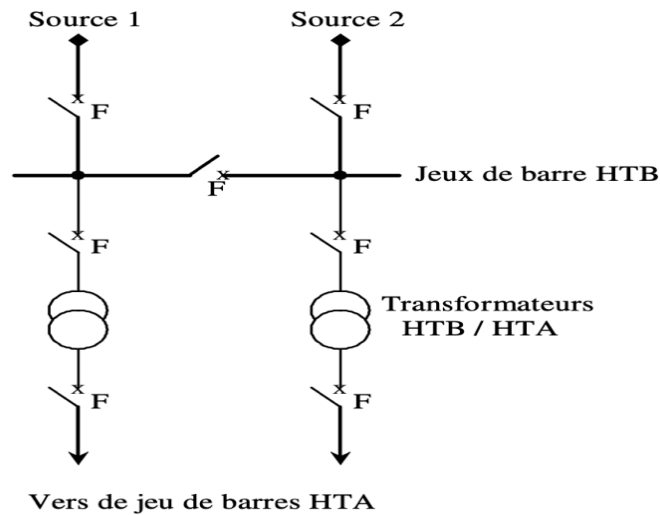 Source 1
Source 2
F
F
F
Jeux de barre HTB
F
F
Transformateurs
HTB / HTA
F
F
Vers de jeu de barres HTA